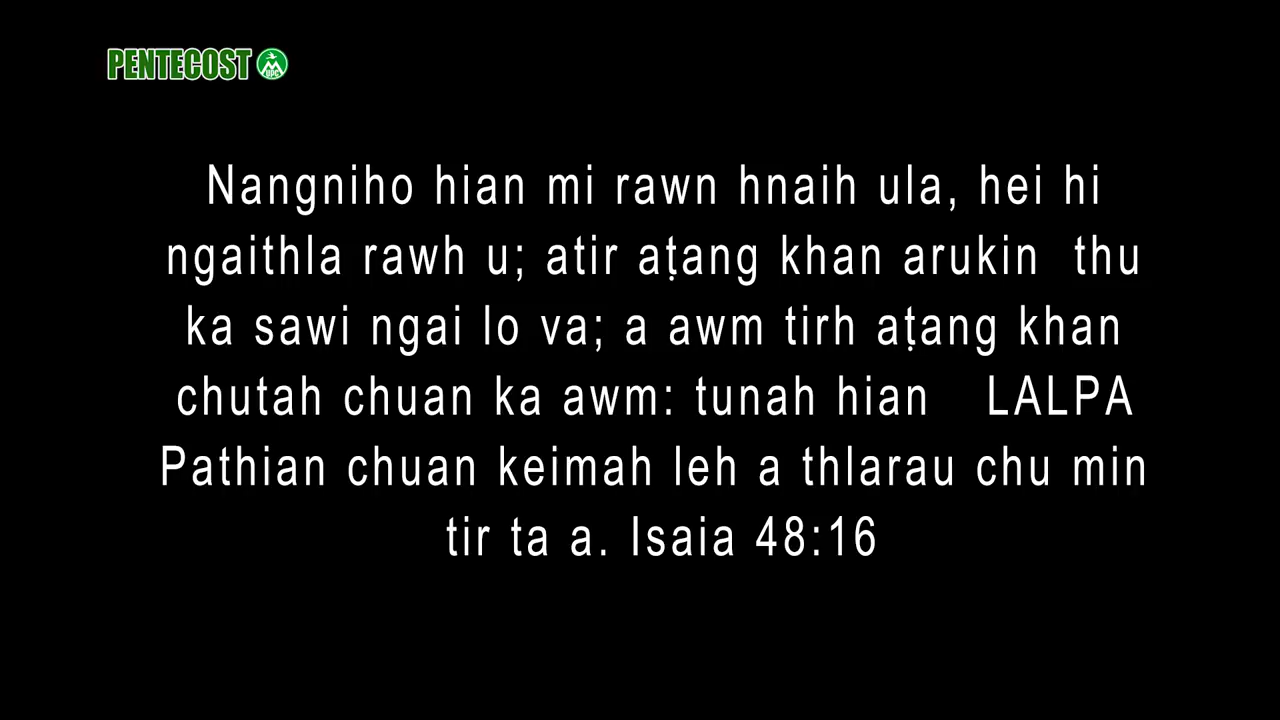 PENTECOST UPC
Nangniho hian mi rawn hnaih ula, hei hi
ngaithla rawh u; atir aṭang khan arukin thu
ka sawi ngai lo va; a awm tirh aṭang khan
chutah chuan ka awm: tunah hian LALPA
Pathian chuan keimah leh a thlarau chu min
tir ta a. Isaia 48:16